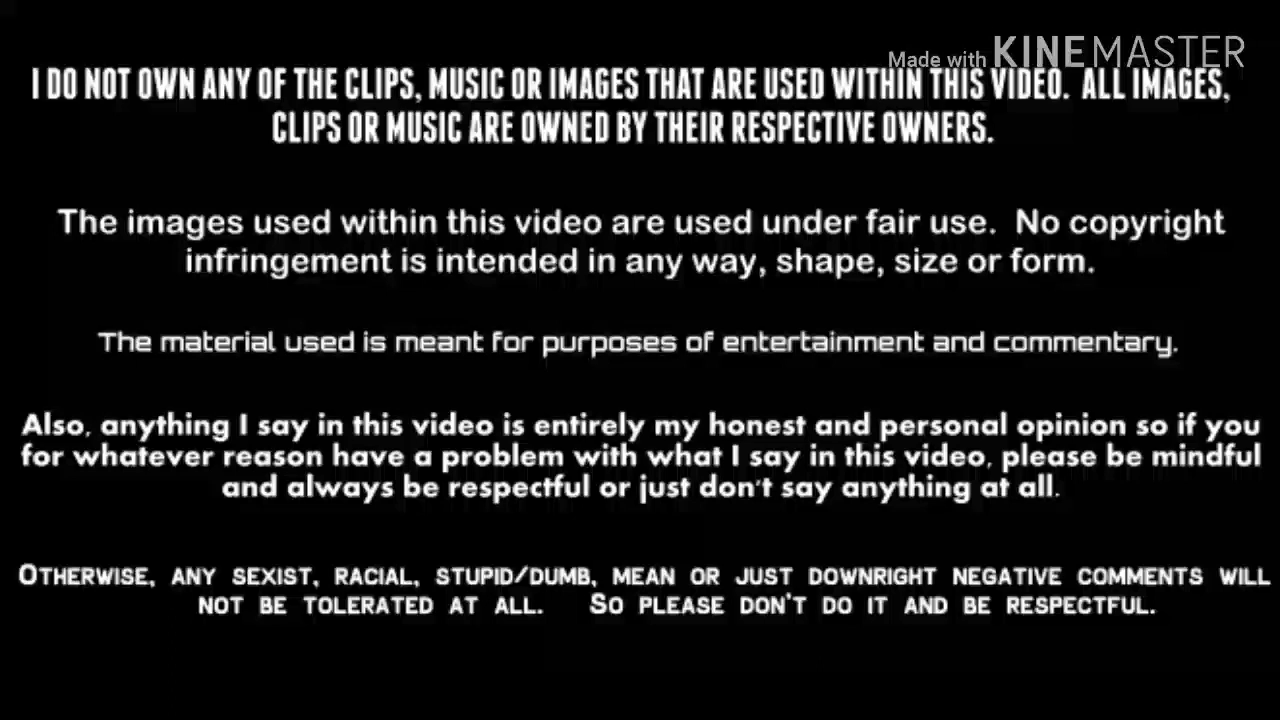 Made with KINEMASTER
I DO NOT OWN ANY OF THE CLIPS, MUSIC OR IMAGES THAT ARE USED WITHIN THIS VIDEO. ALL IMAGES,
CLIPS OR MUSIC ARE OWNED BY THEIR RESPECTIVE OWNERS.
The images used within this video are used under fair use. No copyright
infringement is intended in any way, shape, size or form.
The material used is meant for purposes of entertainment and commentary.
Also, anything I say in this video is entirely my honest and personal opinion so if you
for whatever reason have a problem with what I say in this video, please be mindful
and always be respectful or just don't say anything at all.
OTHERWISE, ANY SEXIST, RACIAL, STUPID/DUMB, MEAN OR JUST DOWNRIGHT NEGATIVE COMMENTS WILL
NOT BE TOLERATED AT ALL. SO PLEASE DON'T DO IT AND BE RESPECTFUL.